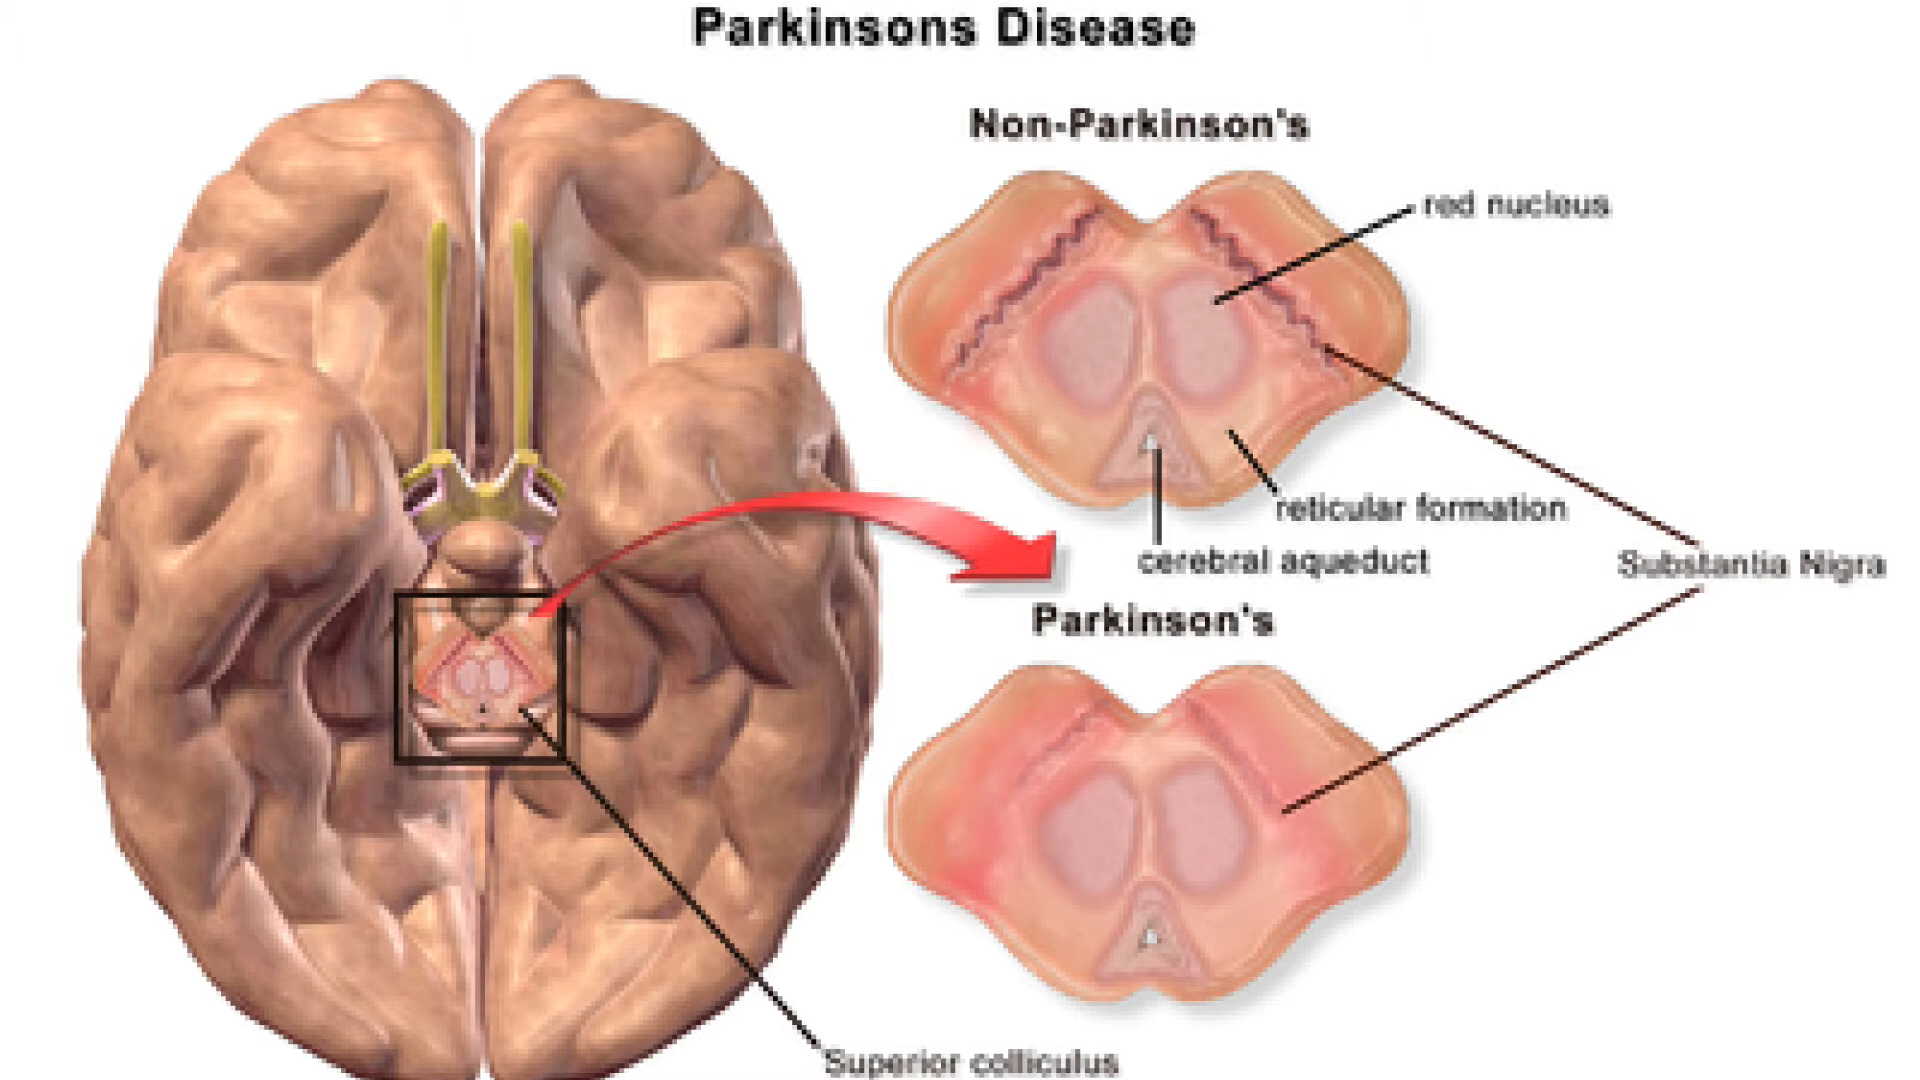 Parkinsons Disease
Non-Parkinson's
red nucleus
reticular formation
cerebral aqueduct
Substantia Nigra
Parkinson's
Superior colliculus